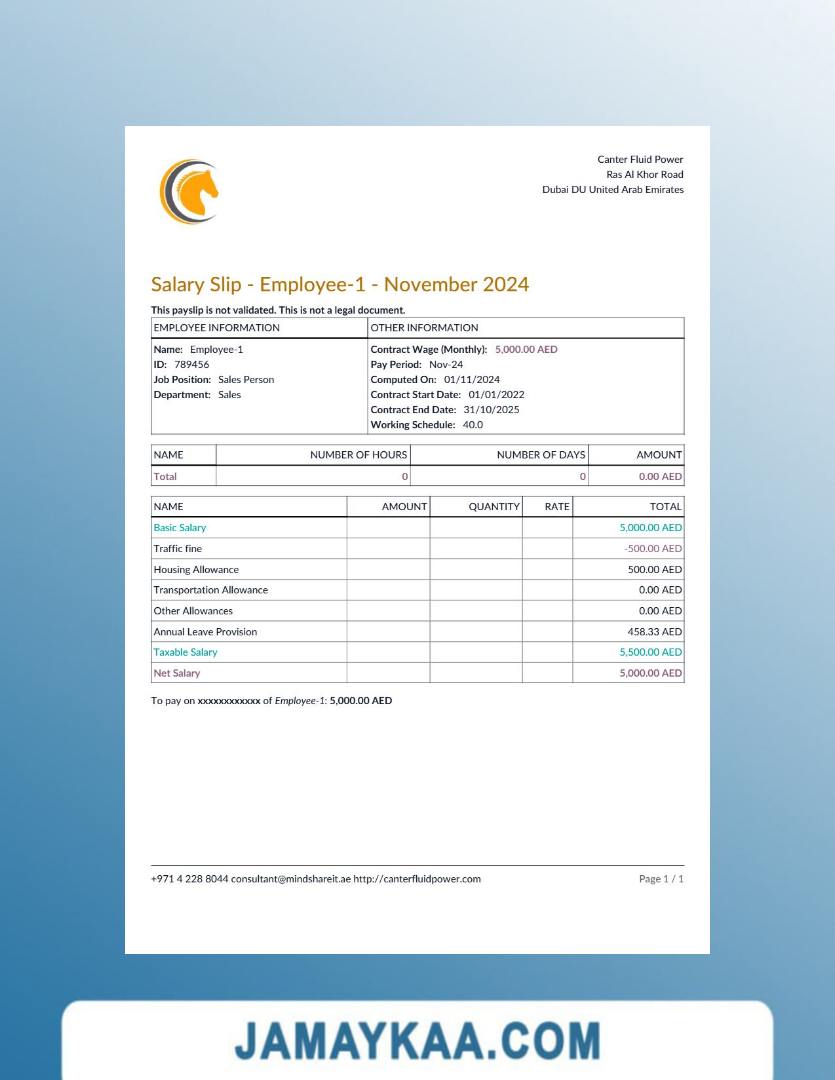 Canter Fluid Power
Ras Al Khor Road
Dubai DU United Arab Emirates
Salary Slip - Employee-1 - November 2024
This payslip is not validated. This is not a legal document.
EMPLOYEE INFORMATION OTHER INFORMATION
Name: Employee-1 Contract Wage (Monthly): 5,000.00 AED
ID: 789456 Pay Period: Nov-24
Job Position: Sales Person Computed On: 01/11/2024
Department: Sales Contract Start Date: 01/01/2022
Contract End Date: 31/10/2025
Working Schedule: 40.0
NAME NUMBER OF HOURS NUMBER OF DAYS AMOUNT
Total 0 0 0.00 AED
NAME AMOUNT QUANTITY RATE TOTAL
Basic Salary 5,000.00 AED
Traffic fine -500.00 AED
Housing Allowance 500.00 AED
Transportation Allowance 0.00 AED
Other Allowances 0.00 AED
Annual Leave Provision 458.33 AED
Taxable Salary 5,500.00 AED
Net Salary 5,000.00 AED
To pay on xxxxxxxxxxxx of Employee-1: 5,000.00 AED
+971 4 228 8044 consultant@mindshareit.ae http://canterfluidpower.com Page 1 / 1
JAMAYKAA.COM